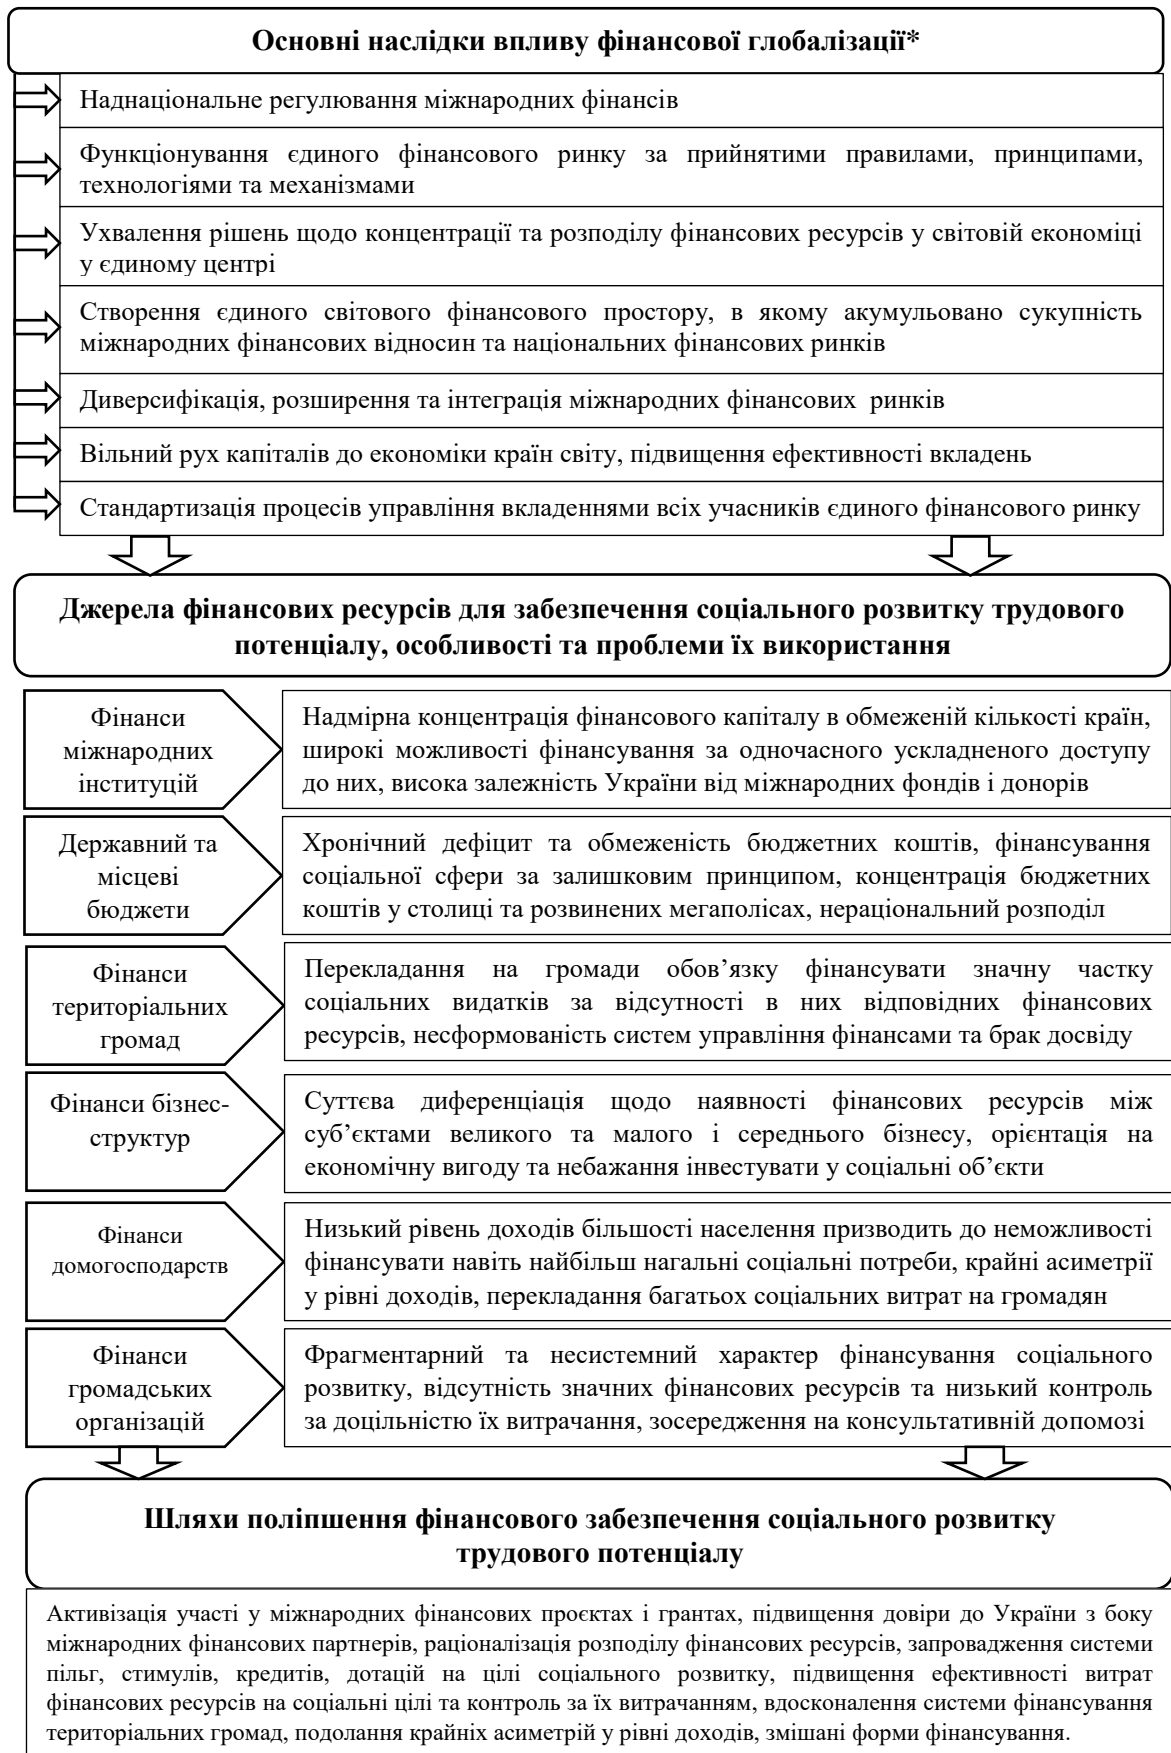 Основні наслідки впливу фінансової глобалізації*
Наднаціональне регулювання міжнародних фінансів
Функціонування єдиного фінансового ринку за прийнятими правилами, принципами,
технологіями та механізмами
Ухвалення рішень щодо концентрації та розподілу фінансових ресурсів у світовій економіці
у єдиному центрі
Створення єдиного світового фінансового простору, в якому акумульовано сукупність
міжнародних фінансових відносин та національних фінансових ринків
Диверсифікація, розширення та інтеграція міжнародних фінансових ринків
Вільний рух капіталів до економіки країн світу, підвищення ефективності вкладень
Стандартизація процесів управління вкладеннями всіх учасників єдиного фінансового ринку
Джерела фінансових ресурсів для забезпечення соціального розвитку трудового
потенціалу, особливості та проблеми їх використання
Фінанси
міжнародних
інституцій
Надмірна концентрація фінансового капіталу в обмеженій кількості країн,
широкі можливості фінансування за одночасного ускладненого доступу
до них, висока залежність України від міжнародних фондів і донорів
Державний та
місцеві
бюджети
Хронічний дефіцит та обмеженість бюджетних коштів, фінансування
соціальної сфери за залишковим принципом, концентрація бюджетних
коштів у столиці та розвинених мегаполісах, нераціональний розподіл
Фінанси
територіальних
громад
Перекладання на громади обов’язку фінансувати значну частку
соціальних видатків за відсутності в них відповідних фінансових
ресурсів, несформованість систем управління фінансами та брак досвіду
Фінанси бізнес-
структур
Суттєва диференціація щодо наявності фінансових ресурсів між
суб’єктами великого та малого і середнього бізнесу, орієнтація на
економічну вигоду та небажання інвестувати у соціальні об’єкти
Фінанси
домогосподарств
Низький рівень доходів більшості населення призводить до неможливості
фінансувати навіть найбільш нагальні соціальні потреби, крайні асиметрії
у рівні доходів, перекладання багатьох соціальних витрат на громадян
Фінанси
громадських
організацій
Фрагментарний та несистемний характер фінансування соціального
розвитку, відсутність значних фінансових ресурсів та низький контроль
за доцільністю їх витрачання, зосередження на консультативній допомозі
Шляхи поліпшення фінансового забезпечення соціального розвитку
трудового потенціалу
Активізація участі у міжнародних фінансових проєктах і грантах, підвищення довіри до України з боку
міжнародних фінансових партнерів, раціоналізація розподілу фінансових ресурсів, запровадження системи
пільг, стимулів, кредитів, дотацій на цілі соціального розвитку, підвищення ефективності витрат
фінансових ресурсів на соціальні цілі та контроль за їх витрачанням, вдосконалення системи фінансування
територіальних громад, подолання крайніх асиметрій у рівні доходів, змішані форми фінансування.